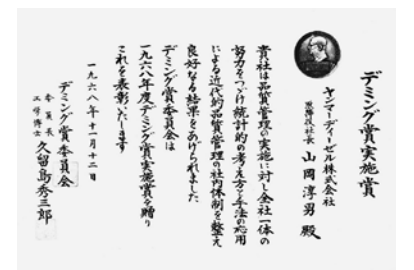 デミング賞実施賞
ヤンマーディーゼル株式会社
取締役社長 山岡淳男 殿
貴社は品質管理の実施に対し全社一体の
努力をつづけ統計的の考え方と手法の応用
による近代的品質管理の社内体制を整え
良好なる結果をあげられました
デミング賞委員会は
一九六八年度デミング賞実施賞を贈り
これを表彰いたします
一九六八年十一月十二日
デミング賞委員会
委員長
工学博士 久留島秀三郎